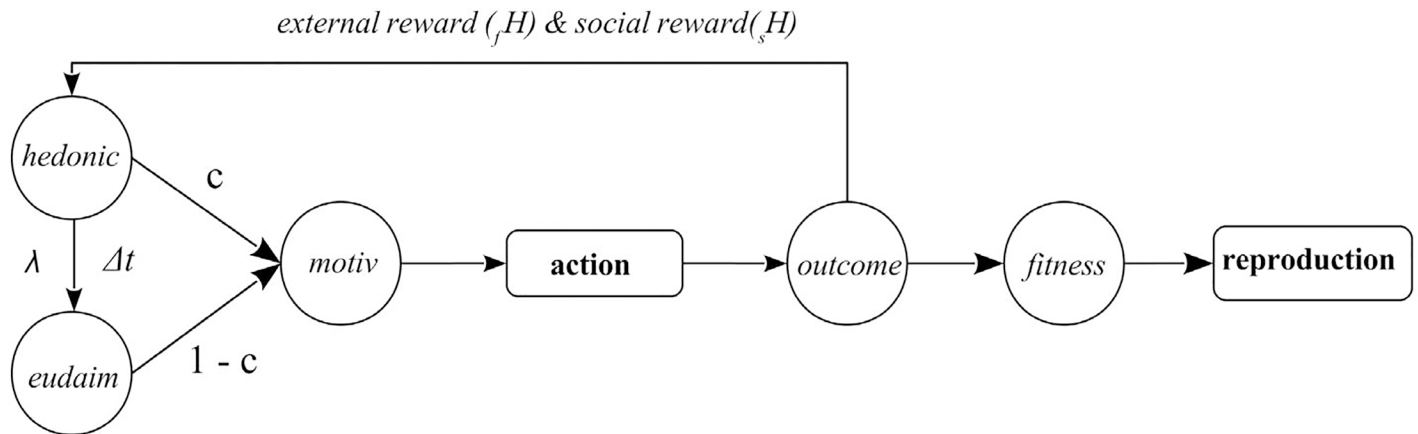 external reward (fH) & social reward(sH)
hedonic
c
λ
Δt
motiv
action
outcome
fitness
reproduction
eudaim
1 - c